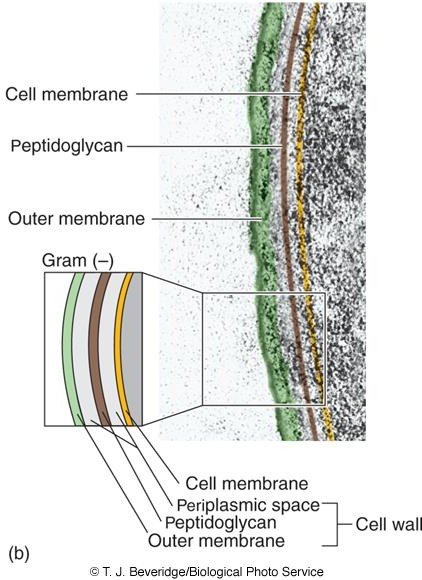 Cell membrane
Peptidoglycan
Outer membrane
Gram (–)
Cell membrane
Periplasmic space
Peptidoglycan
Cell wall
Outer membrane
(b)
© T. J. Beveridge/Biological Photo Service